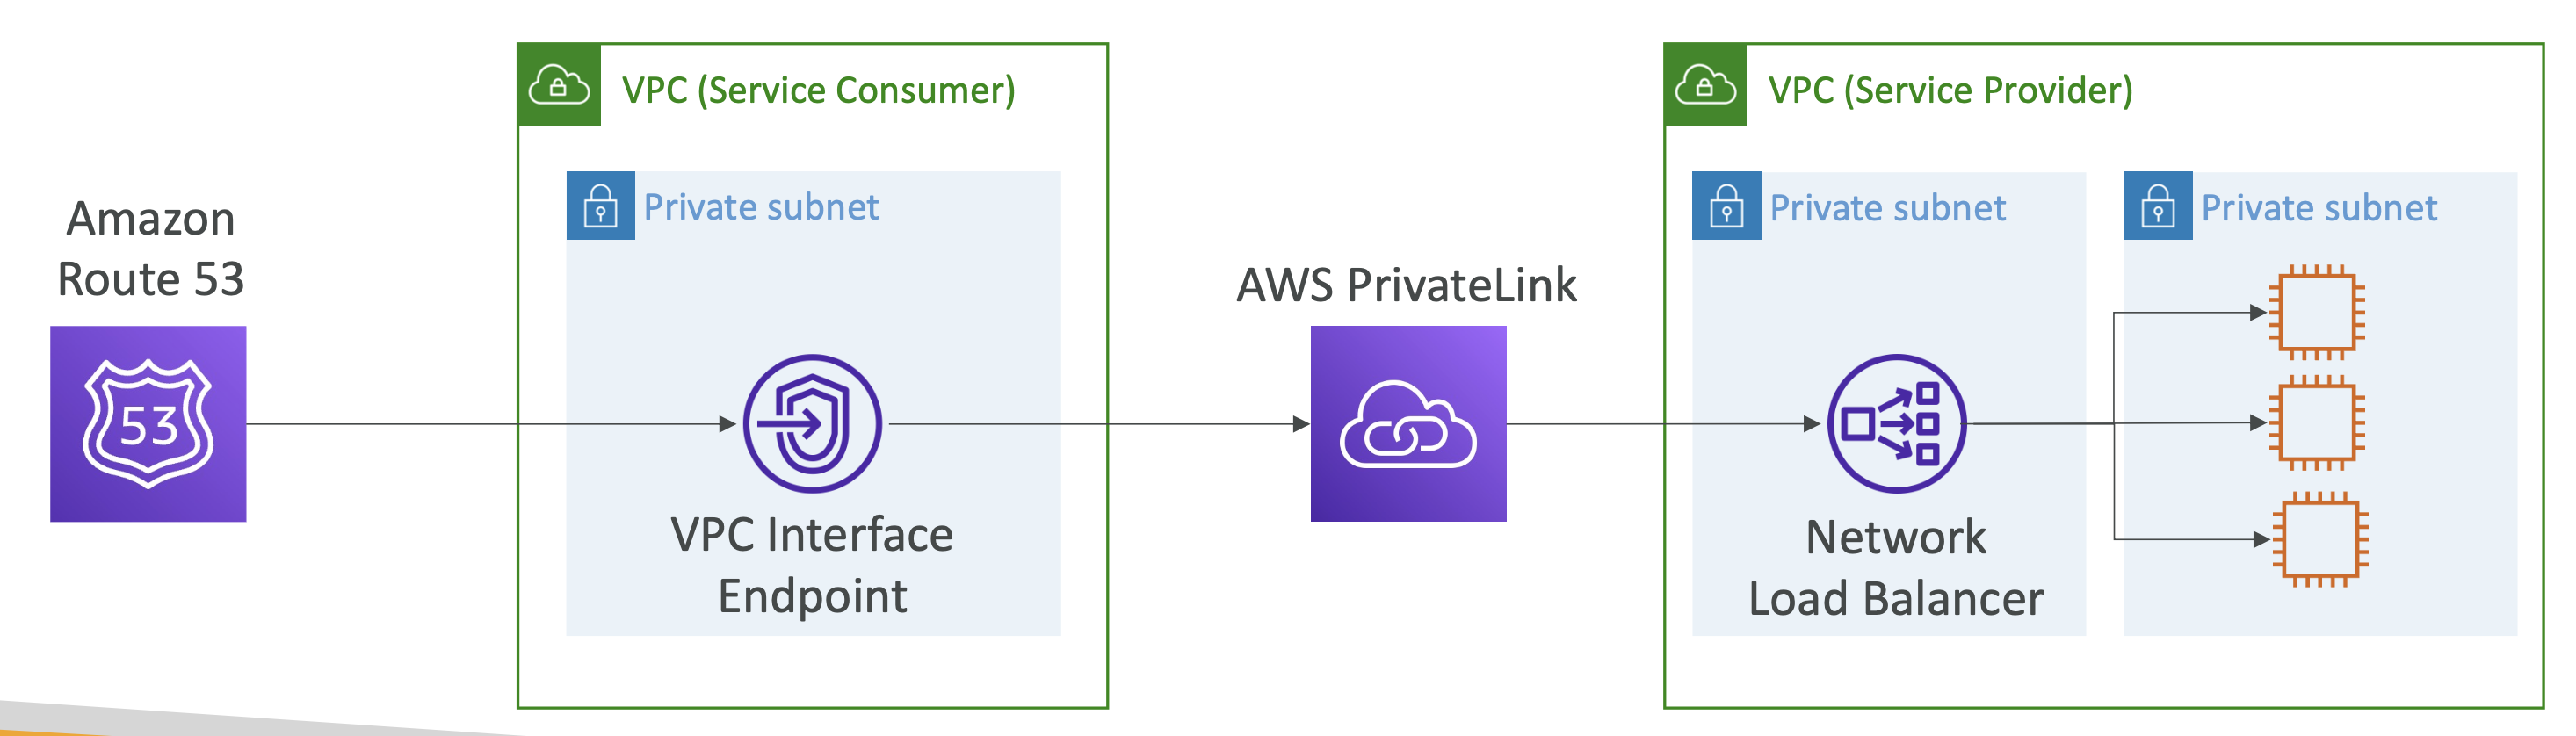 VPC (Service Consumer)
VPC (Service Provider)
Amazon
Route 53
53
Private subnet
VPC Interface
Endpoint
AWS PrivateLink
Private subnet
Network
Load Balancer
Private subnet